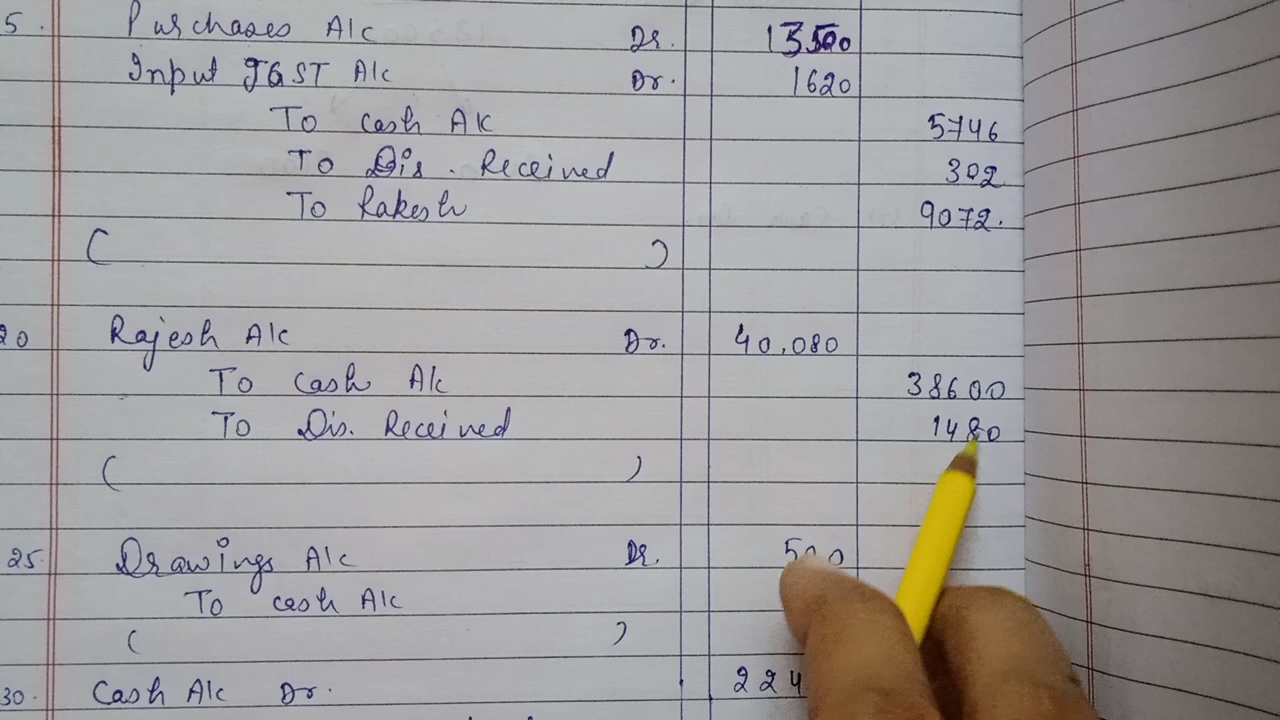 5. Purchases A/c Dr. 13500
Input IGST A/c Dr. 1620
To cash A/c 5746
To Dis. Received 302
To Rakesh 9072.
( )
20 Rajesh A/c Dr. 40,080
To cash A/c 38600
To Dis. Received 1480
( )
25. Drawings A/c Dr. 500
To cash A/c
( )
30. Cash A/c Dr. 224